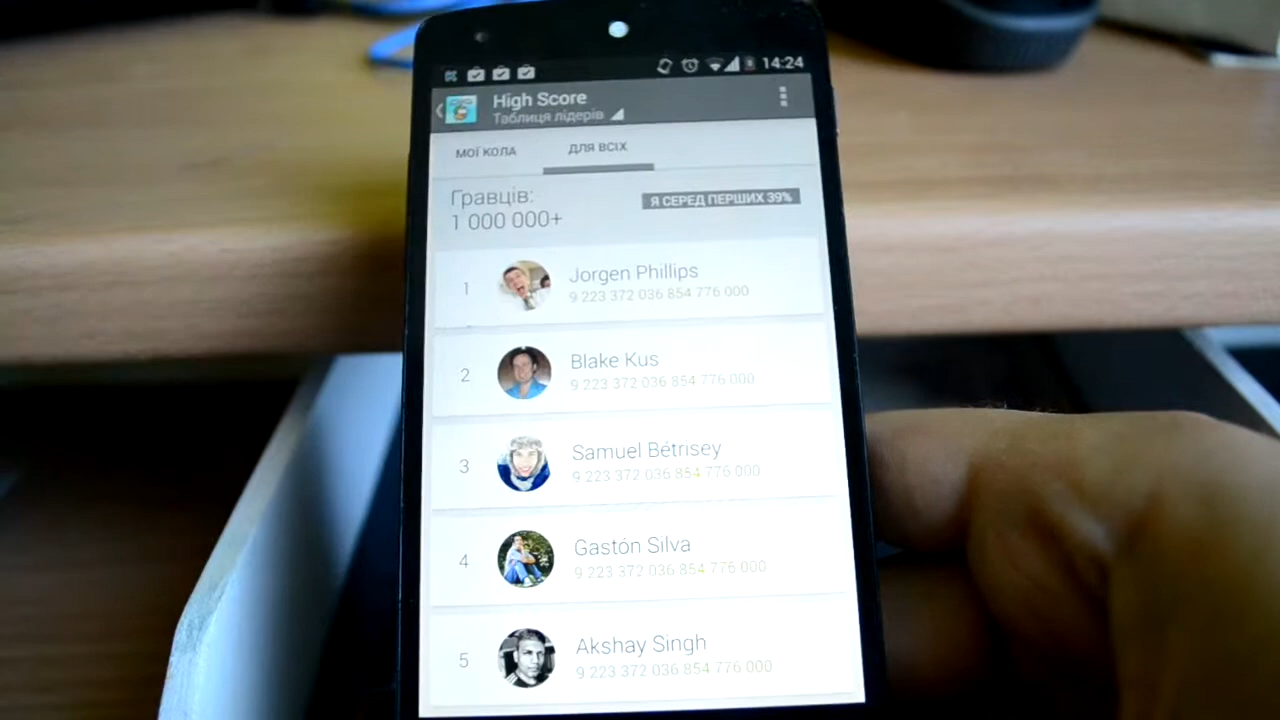 14:24
High Score
Таблиця лідерів
МОЇ КОЛА
ДЛЯ ВСІХ
Гравців:
1 000 000+
Я СЕРЕД ПЕРШИХ 39%
1
Jorgen Phillips
9 223 372 036 854 776 000
2
Blake Kus
9 223 372 036 854 776 000
3
Samuel Bétrisey
9 223 372 036 854 776 000
4
Gastón Silva
9 223 372 036 854 776 000
5
Akshay Singh
9 223 372 036 854 776 000